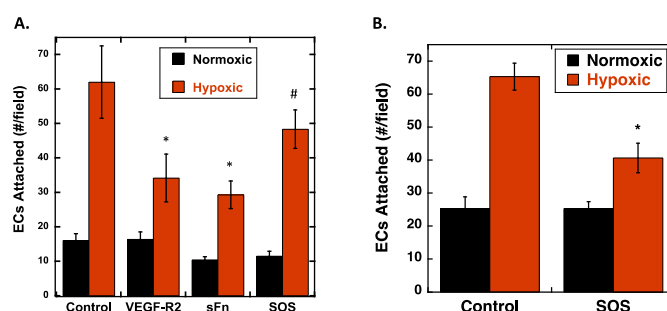 A.
B.
ECs Attached (#/field)
70
60
50
40
30
20
10
0
Normoxic
Hypoxic
*
*
#
Control VEGF-R2 sFn SOS
ECs Attached (#/field)
70
60
50
40
30
20
10
0
Normoxic
Hypoxic
*
Control SOS